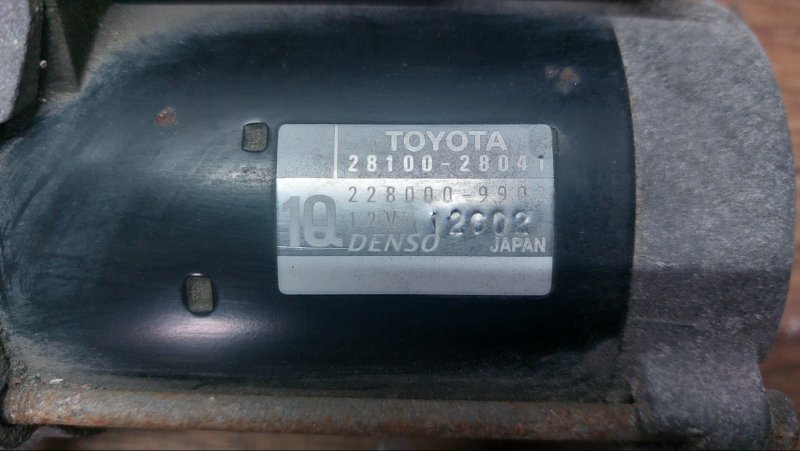 TOYOTA
28100-28041
228000-9902
1Q
12V 12C02
DENSO JAPAN